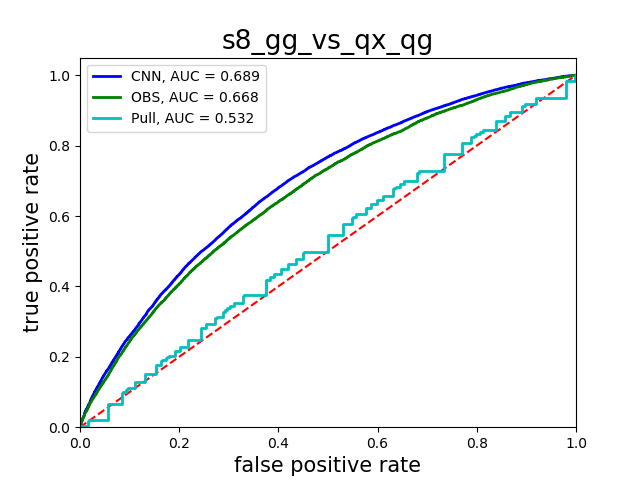 s8_gg_vs_qx_qg
CNN, AUC = 0.689
OBS, AUC = 0.668
Pull, AUC = 0.532
true positive rate
1.0
0.8
0.6
0.4
0.2
0.0
0.0 0.2 0.4 0.6 0.8 1.0
false positive rate